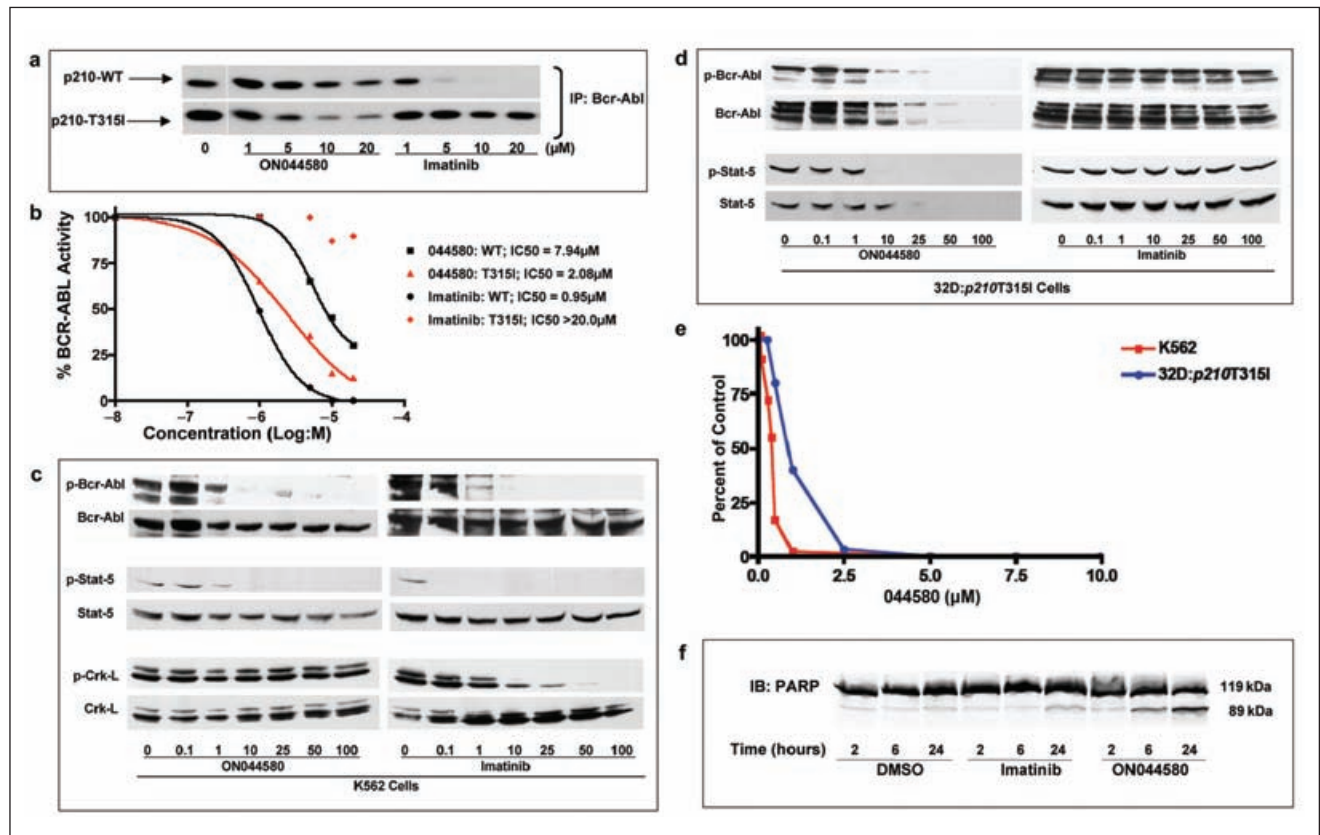 a
p210-WT
p210-T315I
IP: Bcr-Abl
0 1 5 10 20 1 5 10 20 (µM)
ON044580 Imatinib
b
% BCR-ABL Activity
100
75
50
25
0
–8 –7 –6 –5 –4
Concentration (Log:M)
044580: WT; IC50 = 7.94µM
044580: T315I; IC50 = 2.08µM
Imatinib: WT; IC50 = 0.95µM
Imatinib: T315I; IC50 >20.0µM
c
p-Bcr-Abl
Bcr-Abl
p-Stat-5
Stat-5
p-Crk-L
Crk-L
0 0.1 1 10 25 50 100 0 0.1 1 10 25 50 100
ON044580 Imatinib
K562 Cells
d
p-Bcr-Abl
Bcr-Abl
p-Stat-5
Stat-5
0 0.1 1 10 25 50 100 0 0.1 1 10 25 50 100
ON044580 Imatinib
32D:p210T315I Cells
e
Percent of Control
100
75
50
25
0
0.0 2.5 5.0 7.5 10.0
044580 (µM)
K562
32D:p210T315I
f
IB: PARP
119 kDa
89 kDa
Time (hours) 2 6 24 2 6 24 2 6 24
DMSO Imatinib ON044580